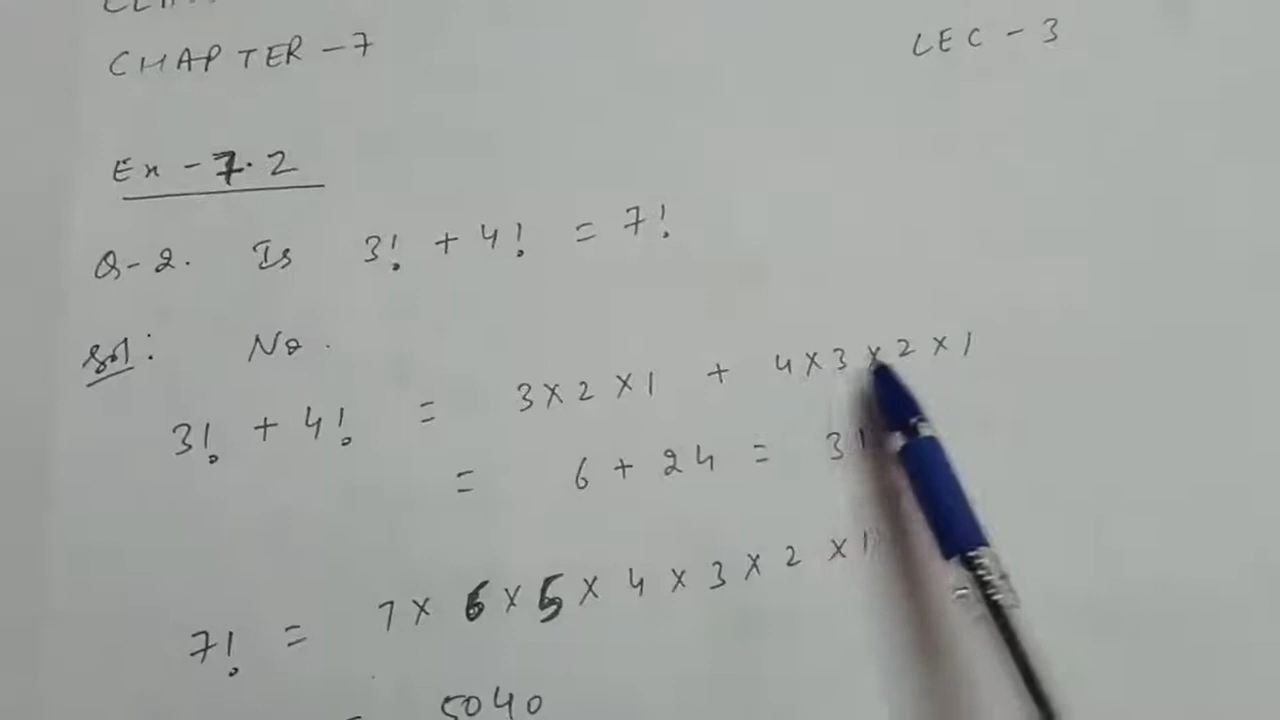 CHAPTER - 7
LEC - 3
Ex - 7.2
Q-2. Is 3! + 4! = 7!
Sol: No.
3! + 4! = 3 X 2 X 1 + 4 X 3 X 2 X 1
= 6 + 24 = 3
7! = 7 X 6 X 5 X 4 X 3 X 2 X 1
= 5040